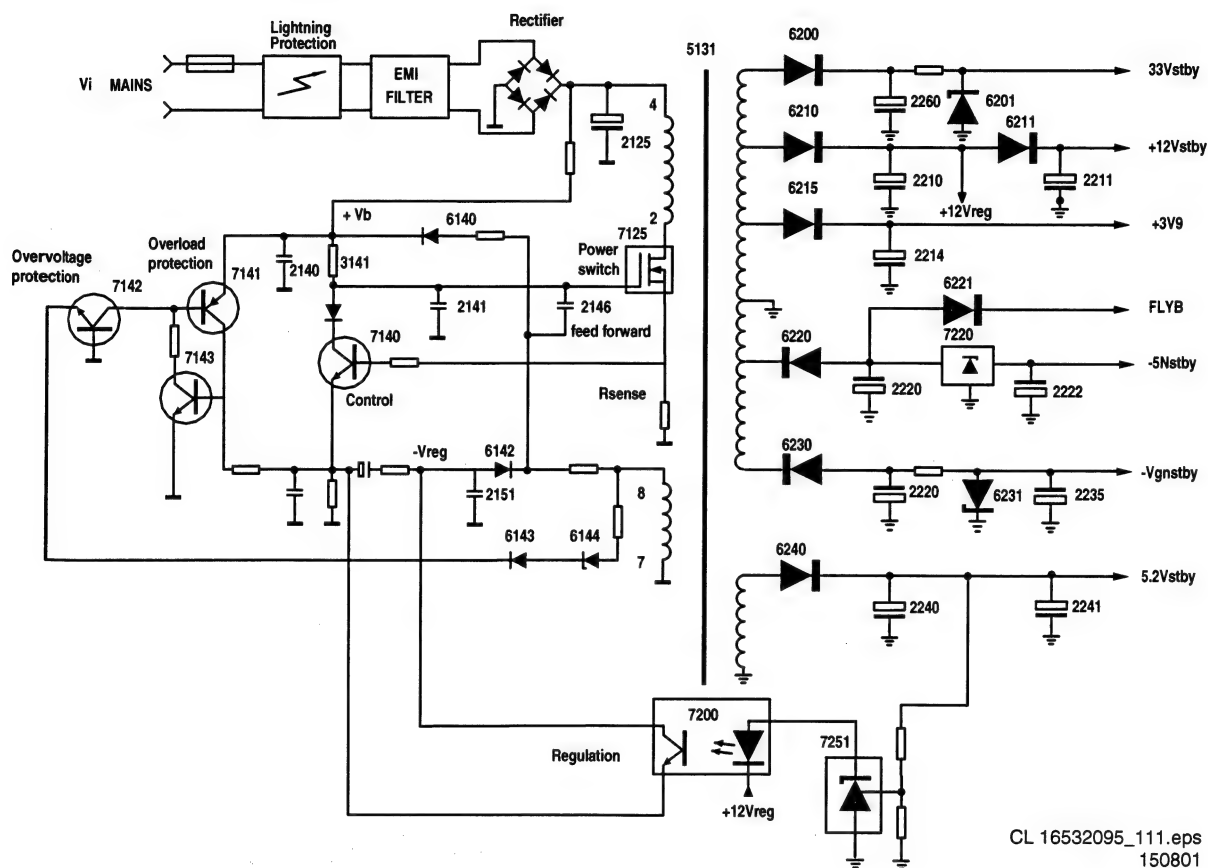 Rectifier
Lightning
Protection
5131
6200
Vi MAINS
EMI
FILTER
33Vstby
4
2260
6201
2125
6210
6211
+12Vstby
2210
2211
+12Vreg
6215
+ Vb
2
+3V9
6140
7125
Overload
protection
Power
switch
2214
Overvoltage
protection
7141
2140
3141
7142
6221
2141
2146
FLYB
feed forward
7140
6220
7220
7143
-5Nstby
2220
2222
Rsense
Control
-Vreg
6142
6230
-Vgnstby
8
2151
2220
6231
2235
6143
6144
7
6240
5.2Vstby
2240
2241
7200
7251
Regulation
+12Vreg
CL 16532095_111.eps
150801